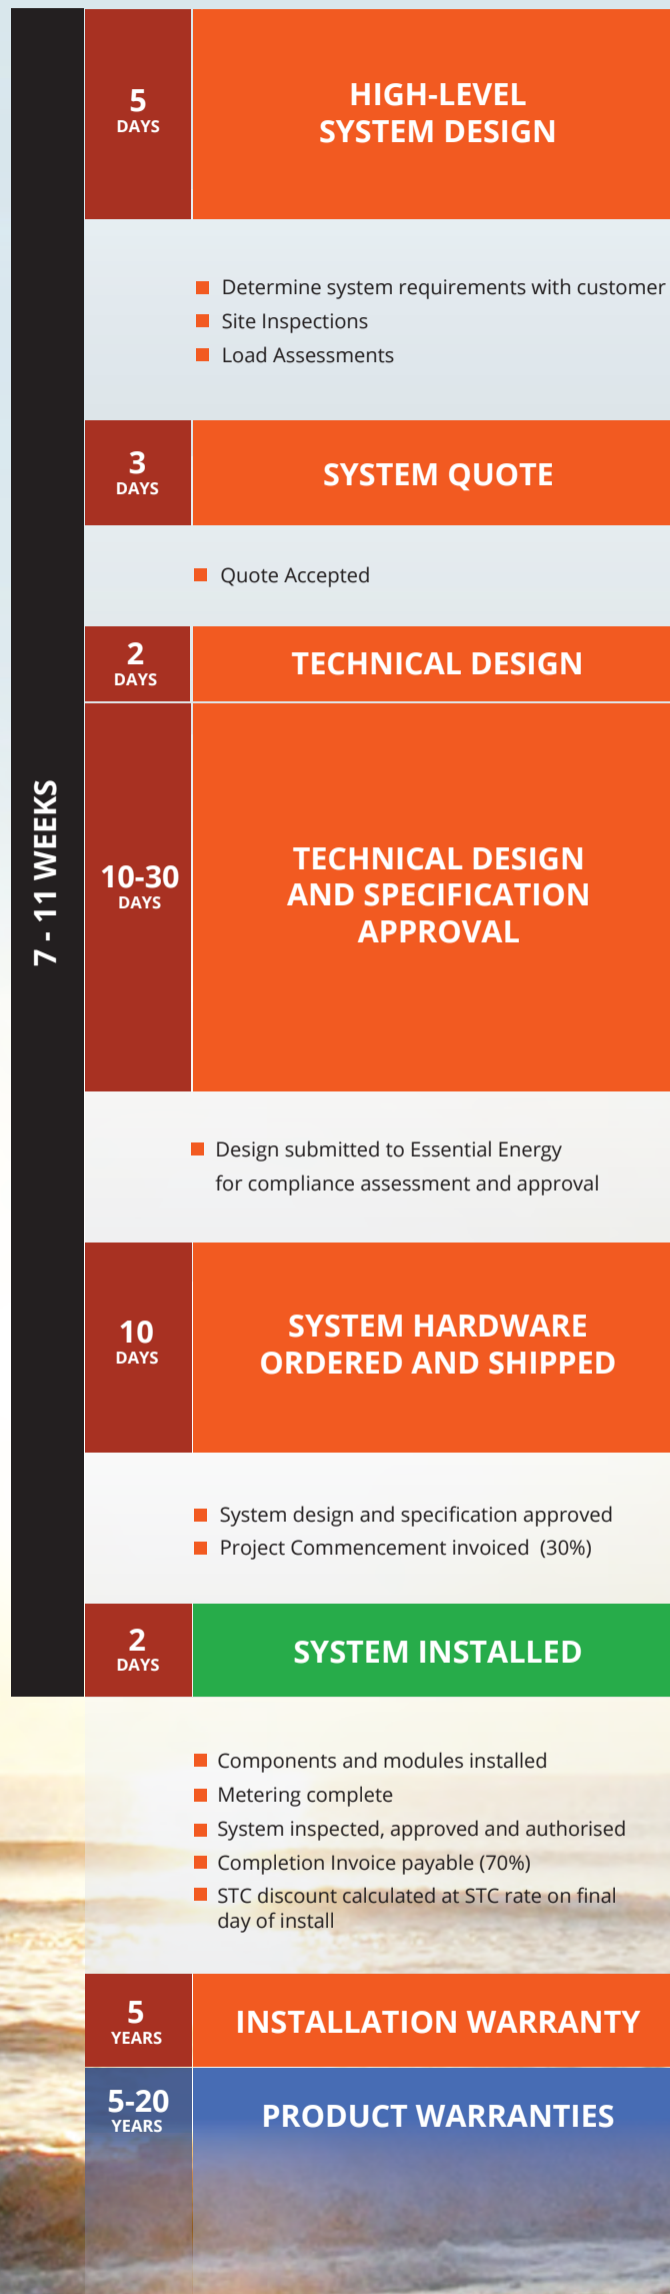 5
DAYS
HIGH-LEVEL
SYSTEM DESIGN
Determine system requirements with customer
Site Inspections
Load Assessments
3
DAYS
SYSTEM QUOTE
Quote Accepted
2
DAYS
TECHNICAL DESIGN
7 - 11 WEEKS
10-30
DAYS
TECHNICAL DESIGN
AND SPECIFICATION
APPROVAL
Design submitted to Essential Energy
for compliance assessment and approval
10
DAYS
SYSTEM HARDWARE
ORDERED AND SHIPPED
System design and specification approved
Project Commencement invoiced (30%)
2
DAYS
SYSTEM INSTALLED
Components and modules installed
Metering complete
System inspected, approved and authorised
Completion Invoice payable (70%)
STC discount calculated at STC rate on final
day of install
5
YEARS
INSTALLATION WARRANTY
5-20
YEARS
PRODUCT WARRANTIES